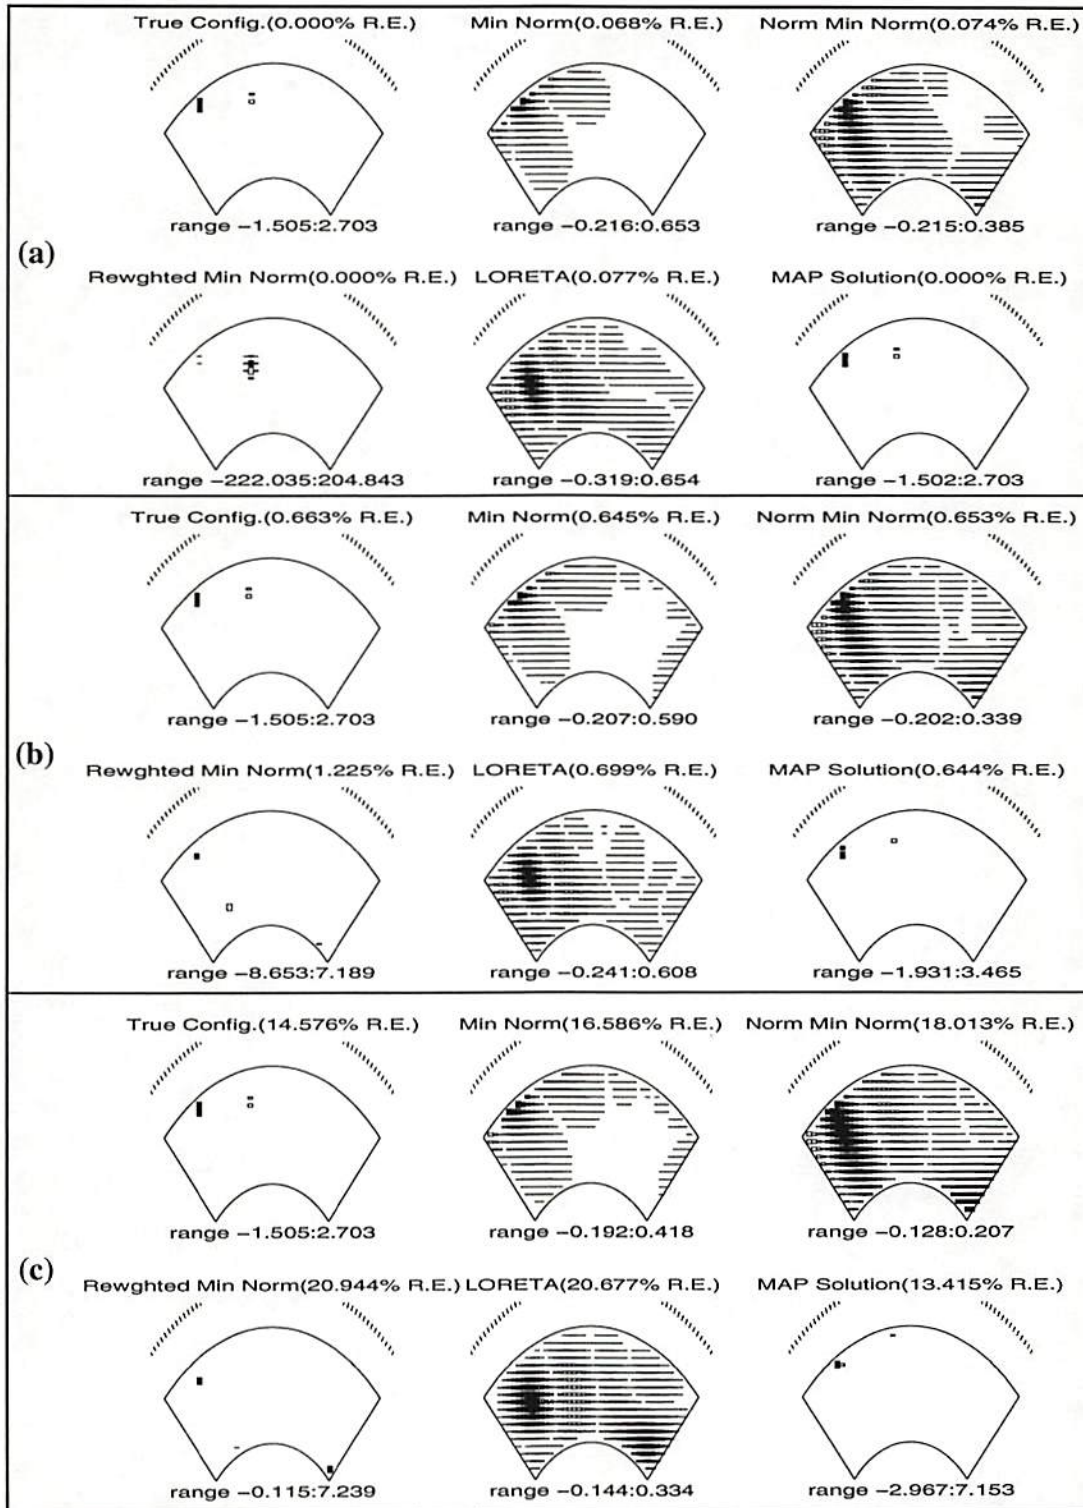 True Config.(0.000% R.E.) Min Norm(0.068% R.E.) Norm Min Norm(0.074% R.E.)
range −1.505:2.703 range −0.216:0.653 range −0.215:0.385
(a)
Rewghted Min Norm(0.000% R.E.) LORETA(0.077% R.E.) MAP Solution(0.000% R.E.)
range −222.035:204.843 range −0.319:0.654 range −1.502:2.703
True Config.(0.663% R.E.) Min Norm(0.645% R.E.) Norm Min Norm(0.653% R.E.)
range −1.505:2.703 range −0.207:0.590 range −0.202:0.339
(b)
Rewghted Min Norm(1.225% R.E.) LORETA(0.699% R.E.) MAP Solution(0.644% R.E.)
range −8.653:7.189 range −0.241:0.608 range −1.931:3.465
True Config.(14.576% R.E.) Min Norm(16.586% R.E.) Norm Min Norm(18.013% R.E.)
range −1.505:2.703 range −0.192:0.418 range −0.128:0.207
(c)
Rewghted Min Norm(20.944% R.E.) LORETA(20.677% R.E.) MAP Solution(13.415% R.E.)
range −0.115:7.239 range −0.144:0.334 range −2.967:7.153